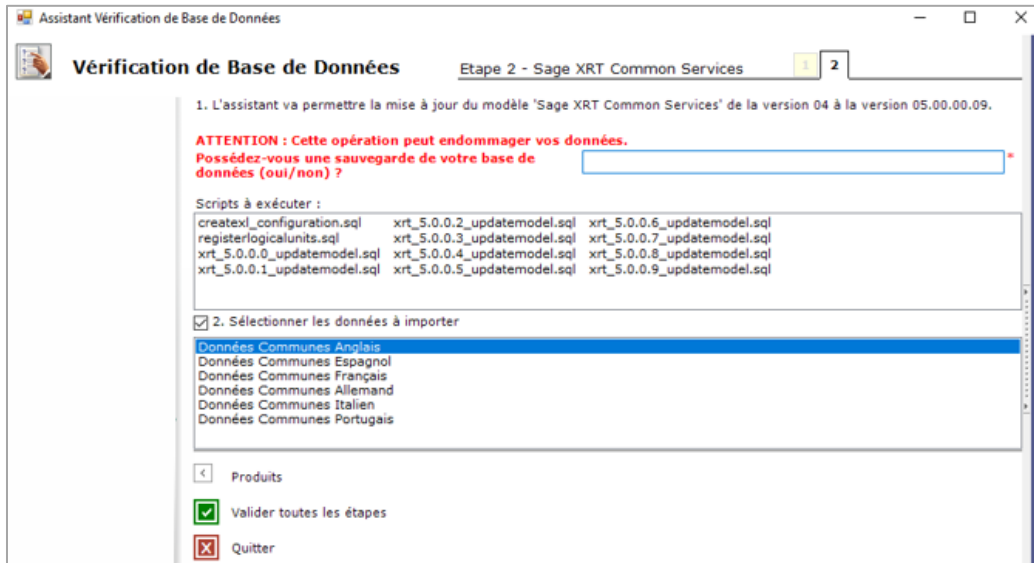 Assistant Vérification de Base de Données
Vérification de Base de Données
Etape 2 - Sage XRT Common Services
1
2
1. L'assistant va permettre la mise à jour du modèle 'Sage XRT Common Services' de la version 04 à la version 05.00.00.09.
ATTENTION : Cette opération peut endommager vos données.
Possédez-vous une sauvegarde de votre base de
données (oui/non) ?
*
Scripts à exécuter :
createxl_configuration.sql xrt_5.0.0.2_updatemodel.sql xrt_5.0.0.6_updatemodel.sql
registerlogicalunits.sql xrt_5.0.0.3_updatemodel.sql xrt_5.0.0.7_updatemodel.sql
xrt_5.0.0.0_updatemodel.sql xrt_5.0.0.4_updatemodel.sql xrt_5.0.0.8_updatemodel.sql
xrt_5.0.0.1_updatemodel.sql xrt_5.0.0.5_updatemodel.sql xrt_5.0.0.9_updatemodel.sql
2. Sélectionner les données à importer
Données Communes Anglais
Données Communes Espagnol
Données Communes Français
Données Communes Allemand
Données Communes Italien
Données Communes Portugais
Produits
Valider toutes les étapes
Quitter